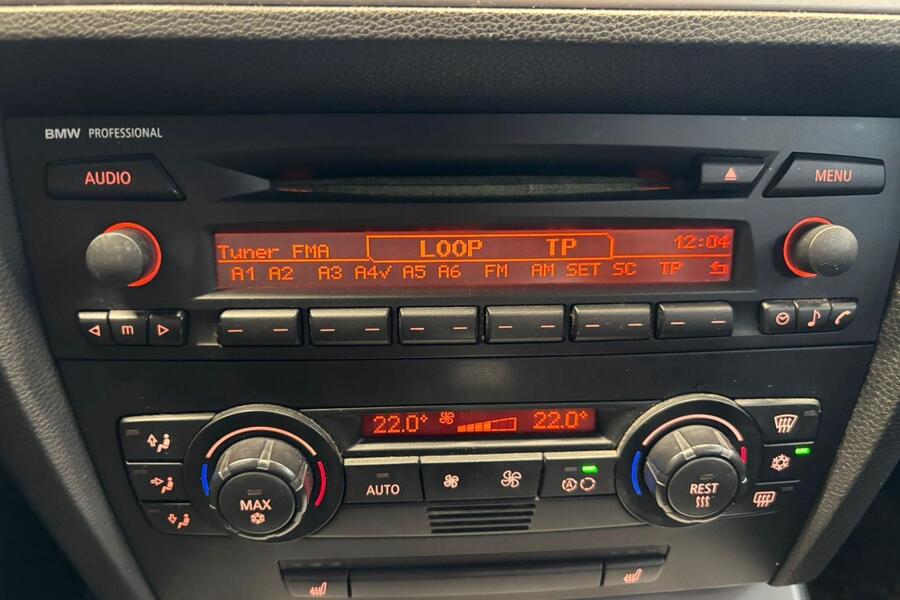 BMW PROFESSIONAL
AUDIO
MENU
Tuner FMA LOOP TP 12:04
A1 A2 A3 A4✓ A5 A6 FM AM SET SC TP
m
22.0° AUTO 22.0°
MAX
AUTO
A
REST